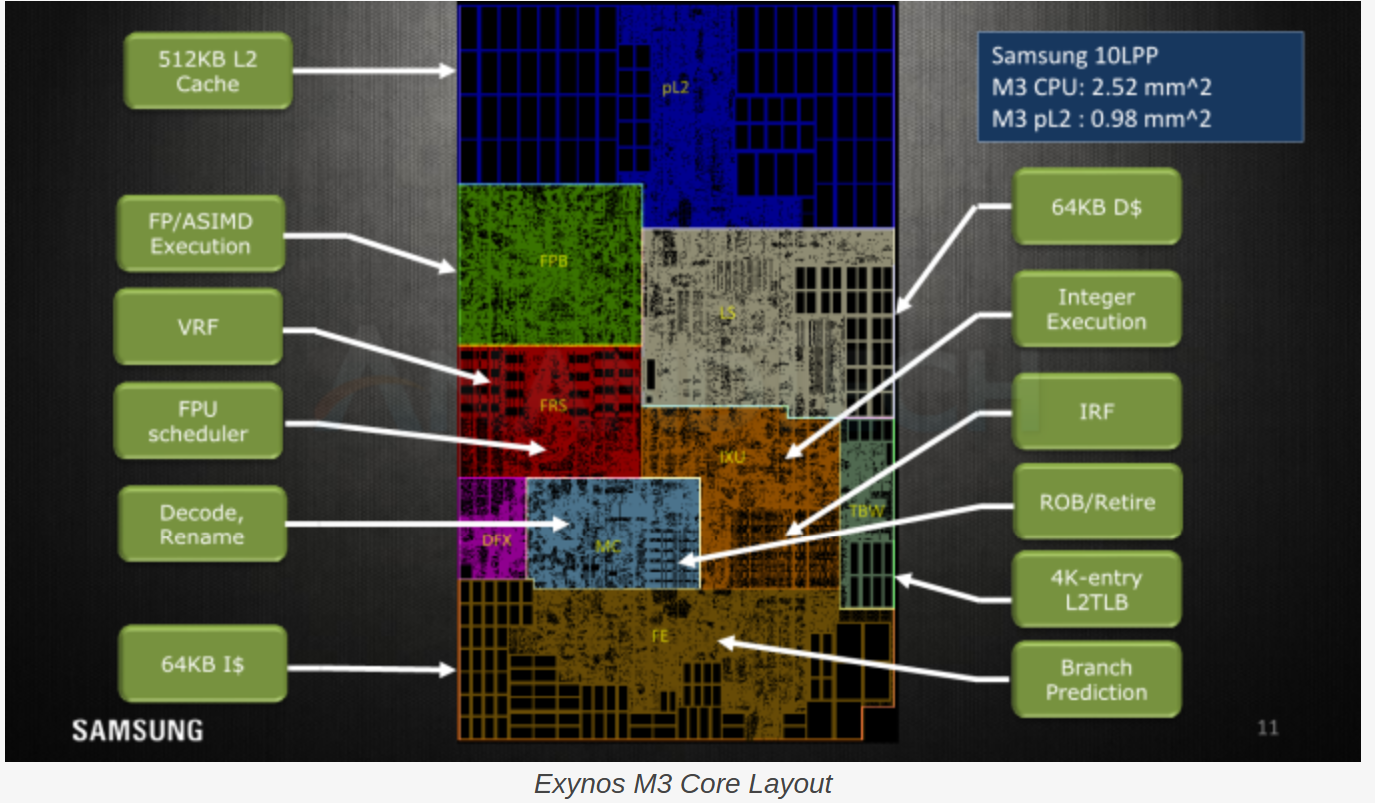 512KB L2
Cache
FP/ASIMD
Execution
VRF
FPU
scheduler
Decode,
Rename
64KB I$
SAMSUNG
pL2
FPB
LS
FRS
IXU
TBW
DFX
MC
FE
Samsung 10LPP
M3 CPU: 2.52 mm^2
M3 pL2 : 0.98 mm^2
64KB D$
Integer
Execution
IRF
ROB/Retire
4K-entry
L2TLB
Branch
Prediction
11
Exynos M3 Core Layout